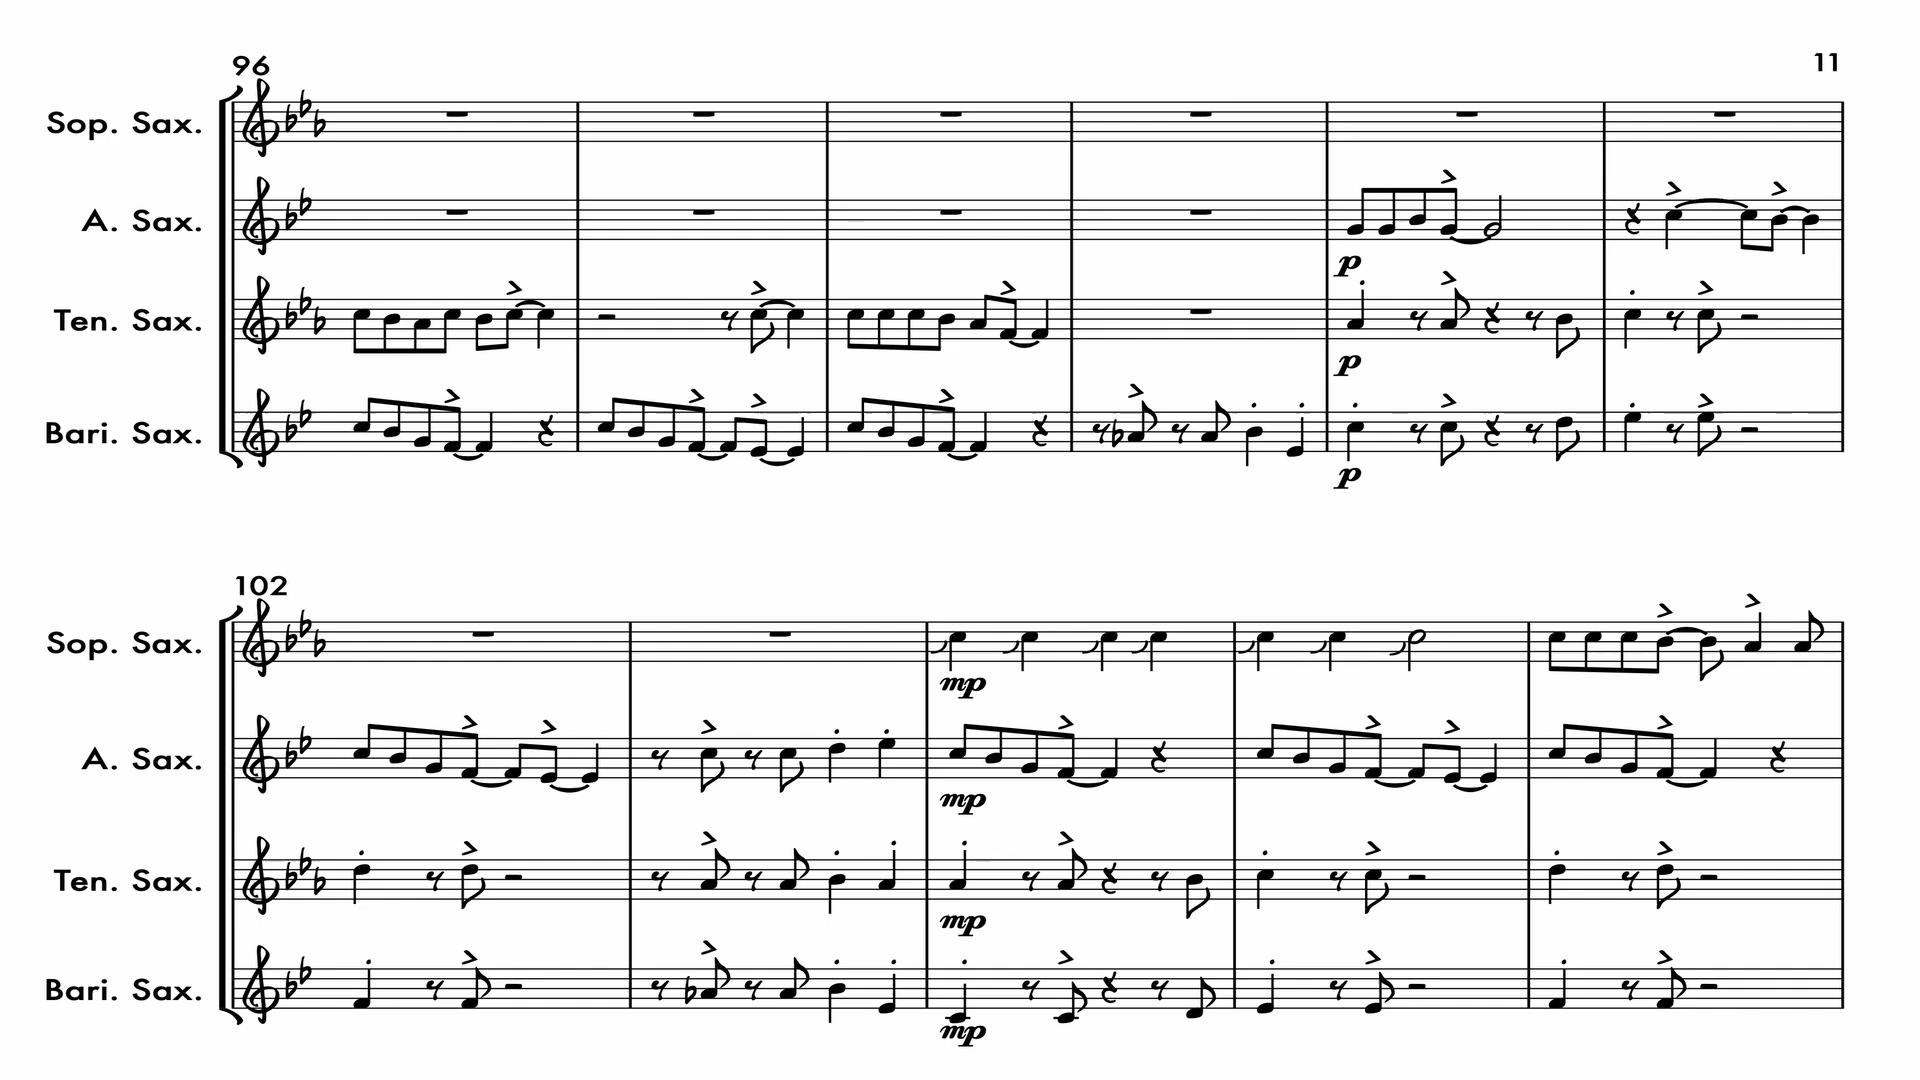 96
11
Sop. Sax.
A. Sax.
p
Ten. Sax.
p
Bari. Sax.
p
102
Sop. Sax.
mp
A. Sax.
mp
Ten. Sax.
mp
Bari. Sax.
mp